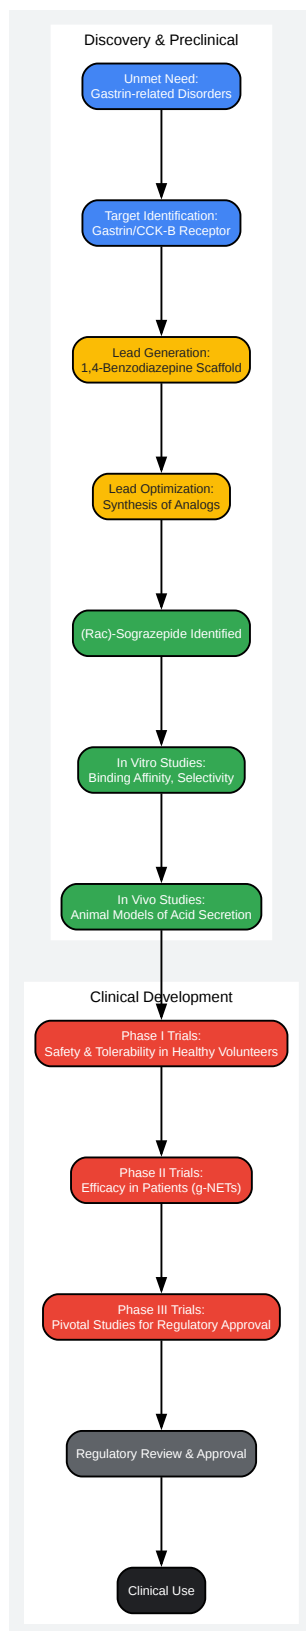 Discovery & Preclinical
Unmet Need:
Gastrin-related Disorders
Target Identification:
Gastrin/CCK-B Receptor
Lead Generation:
1,4-Benzodiazepine Scaffold
Lead Optimization:
Synthesis of Analogs
(Rac)-Sograzepide Identified
In Vitro Studies:
Binding Affinity, Selectivity
In Vivo Studies:
Animal Models of Acid Secretion
Clinical Development
Phase I Trials:
Safety & Tolerability in Healthy Volunteers
Phase II Trials:
Efficacy in Patients (g-NETs)
Phase III Trials:
Pivotal Studies for Regulatory Approval
Regulatory Review & Approval
Clinical Use